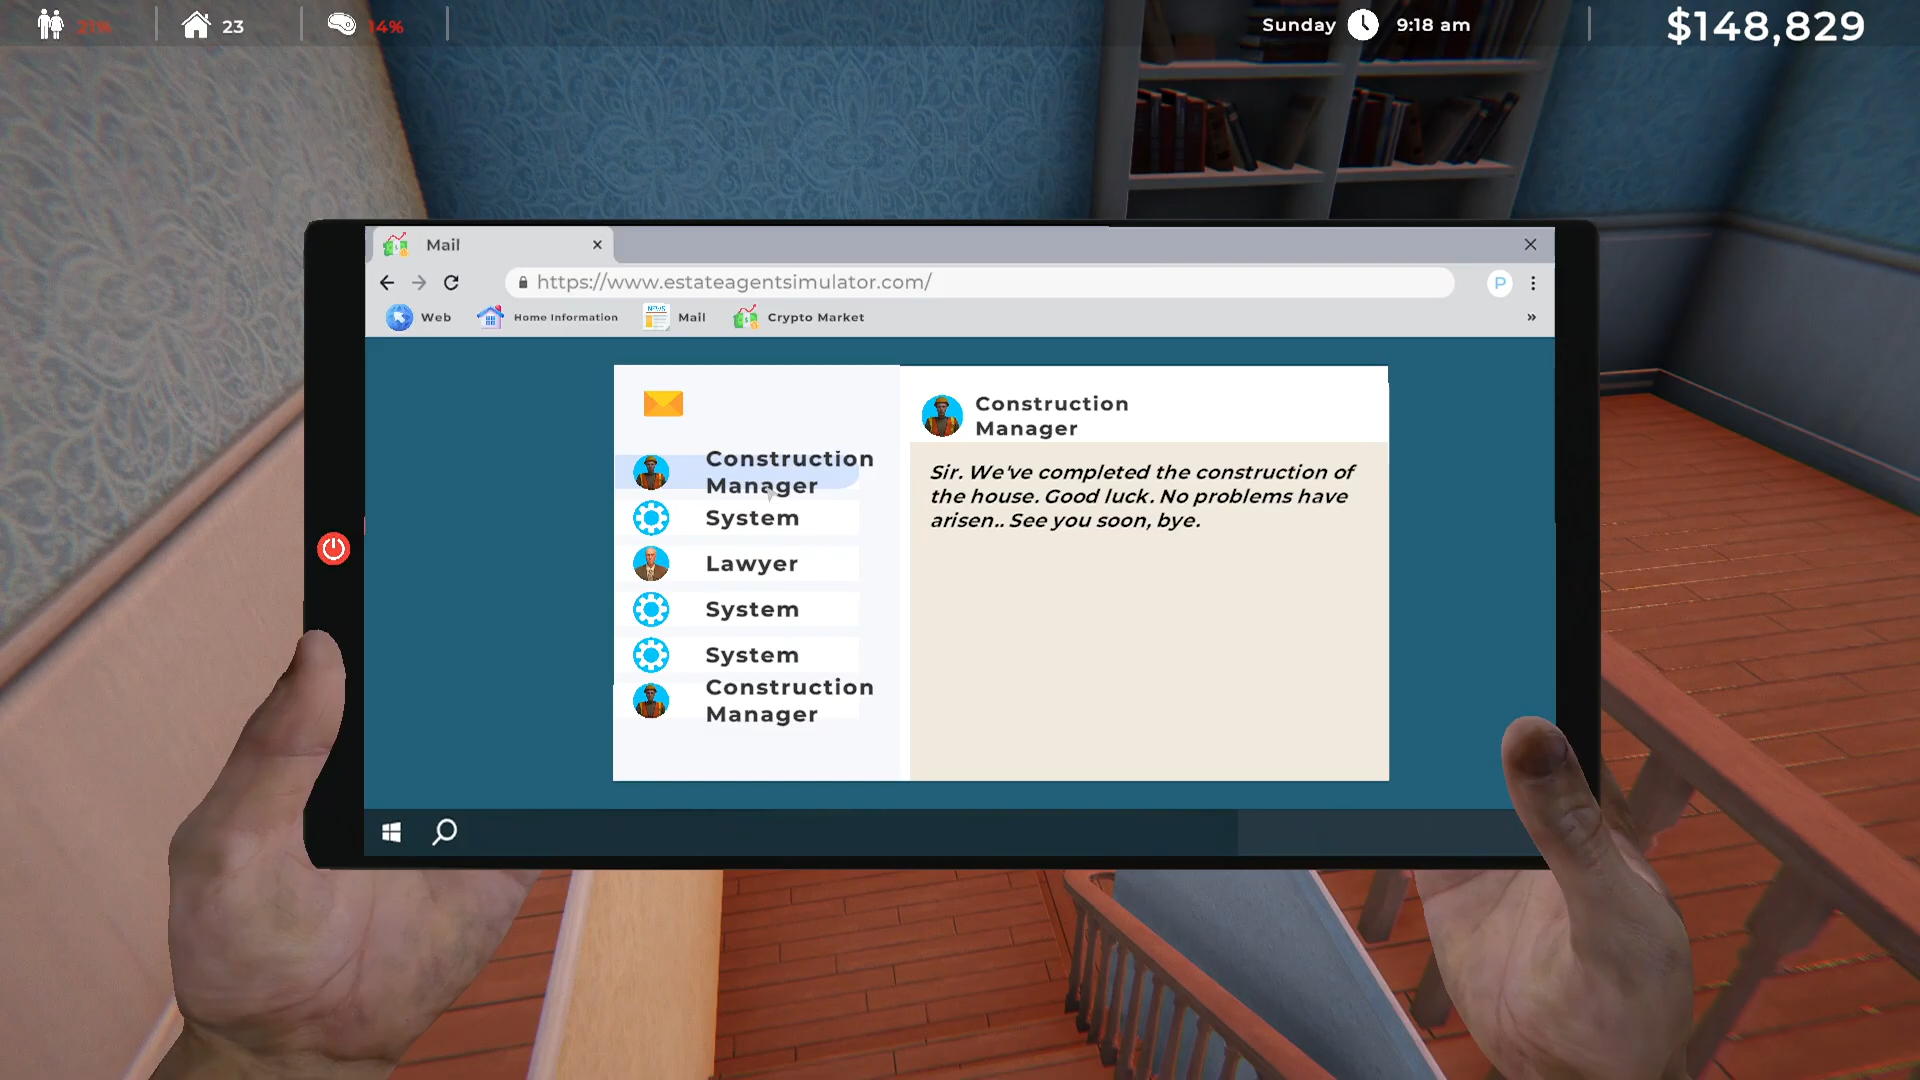 21%
23
14%
Sunday
9:18 am
$148,829
Mail
https://www.estateagentsimulator.com/
P
Web
Home Information
NEWS
Mail
Crypto Market
Construction
Manager
System
Lawyer
System
System
Construction
Manager
Construction
Manager
Sir. We've completed the construction of
the house. Good luck. No problems have
arisen.. See you soon, bye.